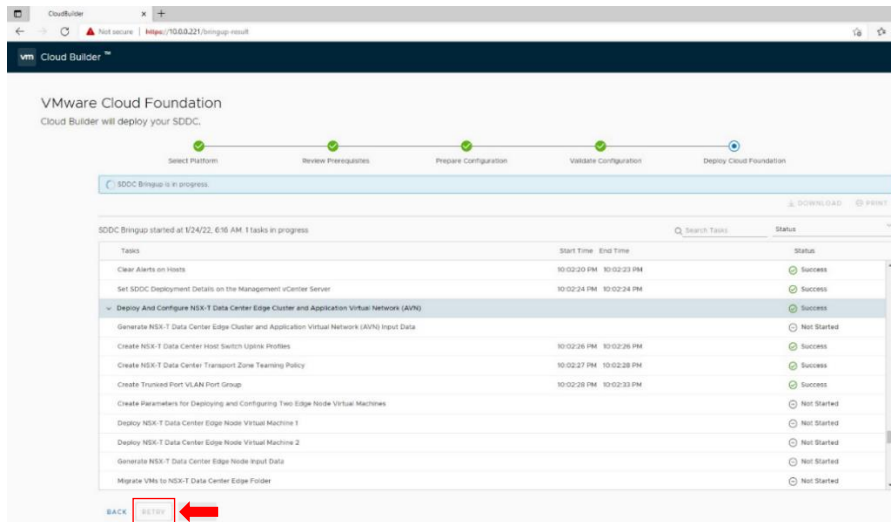 CloudBuilder
Not secure | https://10.0.0.221/bringup-result
vm Cloud Builder ™
VMware Cloud Foundation
Cloud Builder will deploy your SDDC.
Select Platform Review Prerequisites Prepare Configuration Validate Configuration Deploy Cloud Foundation
SDDC Bringup is in progress.
DOWNLOAD PRINT
SDDC Bringup started at 1/24/22, 6:16 AM. 1 tasks in progress
Search Tasks Status
Tasks Start Time End Time Status
Clear Alerts on Hosts 10:02:20 PM 10:02:23 PM Success
Set SDDC Deployment Details on the Management vCenter Server 10:02:24 PM 10:02:24 PM Success
Deploy And Configure NSX-T Data Center Edge Cluster and Application Virtual Network (AVN) Success
Generate NSX-T Data Center Edge Cluster and Application Virtual Network (AVN) Input Data Not Started
Create NSX-T Data Center Host Switch Uplink Profiles 10:02:26 PM 10:02:26 PM Success
Create NSX-T Data Center Transport Zone Teaming Policy 10:02:27 PM 10:02:28 PM Success
Create Trunked Port VLAN Port Group 10:02:28 PM 10:02:33 PM Success
Create Parameters for Deploying and Configuring Two Edge Node Virtual Machines Not Started
Deploy NSX-T Data Center Edge Node Virtual Machine 1 Not Started
Deploy NSX-T Data Center Edge Node Virtual Machine 2 Not Started
Generate NSX-T Data Center Edge Node Input Data Not Started
Migrate VMs to NSX-T Data Center Edge Folder Not Started
BACK RETRY